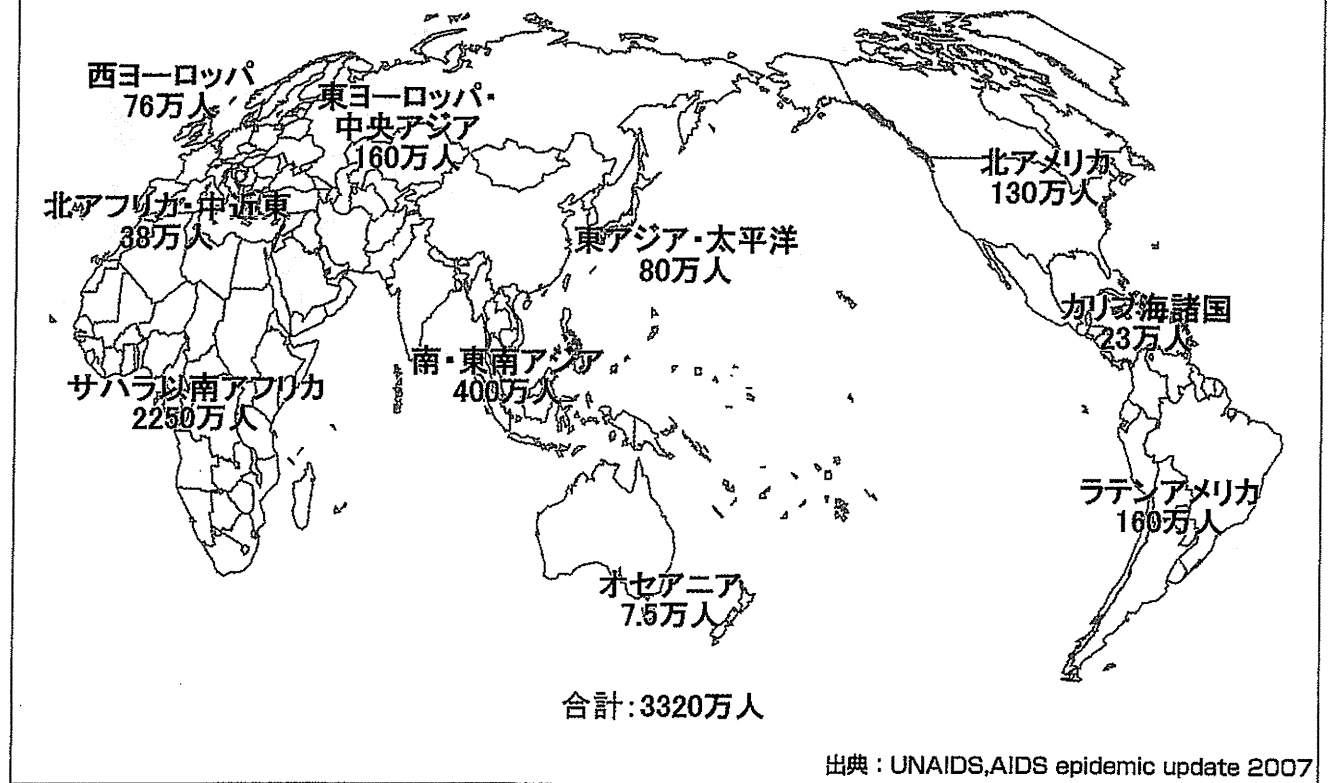 西ヨーロッパ
76万人
東ヨーロッパ・
中央アジア
160万人
北アメリカ
130万人
北アフリカ・中近東
38万人
東アジア・太平洋
80万人
カリブ海諸国
23万人
南・東南アジア
400万人
サハラ以南アフリカ
2250万人
ラテンアメリカ
160万人
オセアニア
7.5万人
合計:3320万人
出典:UNAIDS,AIDS epidemic update 2007